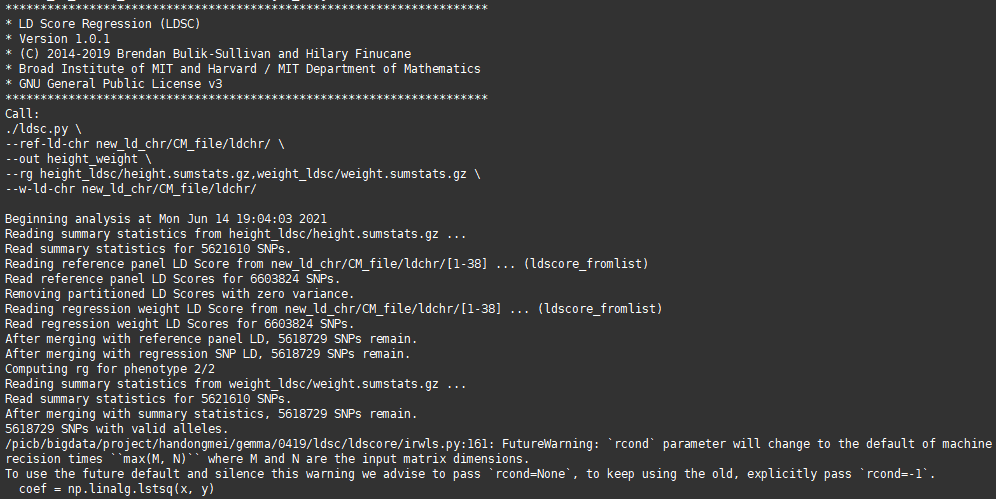 *********************************************************************
* LD Score Regression (LDSC)
* Version 1.0.1
* (C) 2014-2019 Brendan Bulik-Sullivan and Hilary Finucane
* Broad Institute of MIT and Harvard / MIT Department of Mathematics
* GNU General Public License v3
*********************************************************************
Call:
./ldsc.py \
--ref-ld-chr new_ld_chr/CM_file/ldchr/ \
--out height_weight \
--rg height_ldsc/height.sumstats.gz,weight_ldsc/weight.sumstats.gz \
--w-ld-chr new_ld_chr/CM_file/ldchr/
Beginning analysis at Mon Jun 14 19:04:03 2021
Reading summary statistics from height_ldsc/height.sumstats.gz ...
Read summary statistics for 5621610 SNPs.
Reading reference panel LD Score from new_ld_chr/CM_file/ldchr/[1-38] ... (ldscore_fromlist)
Read reference panel LD Scores for 6603824 SNPs.
Removing partitioned LD Scores with zero variance.
Reading regression weight LD Score from new_ld_chr/CM_file/ldchr/[1-38] ... (ldscore_fromlist)
Read regression weight LD Scores for 6603824 SNPs.
After merging with reference panel LD, 5618729 SNPs remain.
After merging with regression SNP LD, 5618729 SNPs remain.
Computing rg for phenotype 2/2
Reading summary statistics from weight_ldsc/weight.sumstats.gz ...
Read summary statistics for 5621610 SNPs.
After merging with summary statistics, 5618729 SNPs remain.
5618729 SNPs with valid alleles.
/picb/bigdata/project/handongmei/gemma/0419/ldsc/ldscore/irwls.py:161: FutureWarning: `rcond` parameter will change to the default of machine
recision times ``max(M, N)`` where M and N are the input matrix dimensions.
To use the future default and silence this warning we advise to pass `rcond=None`, to keep using the old, explicitly pass `rcond=-1`.
  coef = np.linalg.lstsq(x, y)